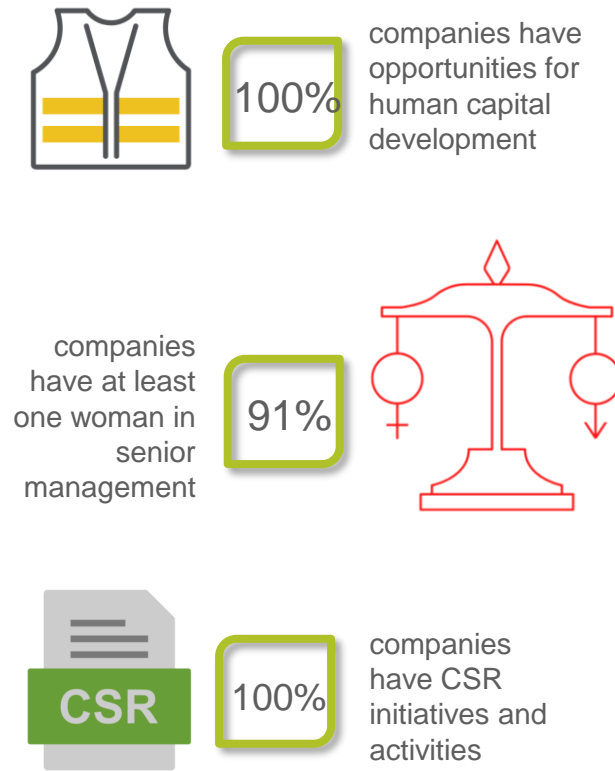 100%
companies have
opportunities for
human capital
development
companies
have at least
one woman in
senior
management
91%
CSR
100%
companies
have CSR
initiatives and
activities